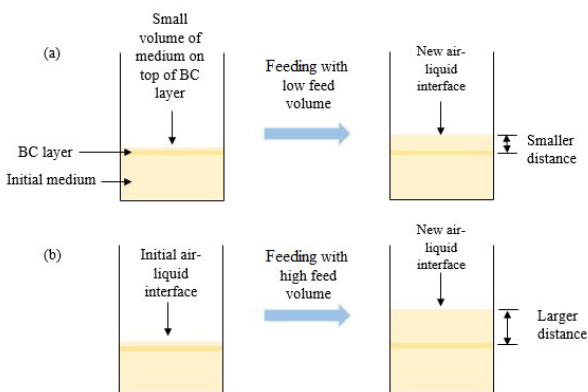 (a)
Small
volume of
medium on
top of BC
layer
BC layer
Initial medium
Feeding with
low feed
volume
New air-
liquid
interface
Smaller
distance
(b)
Initial air-
liquid
interface
Feeding with
high feed
volume
New air-
liquid
interface
Larger
distance